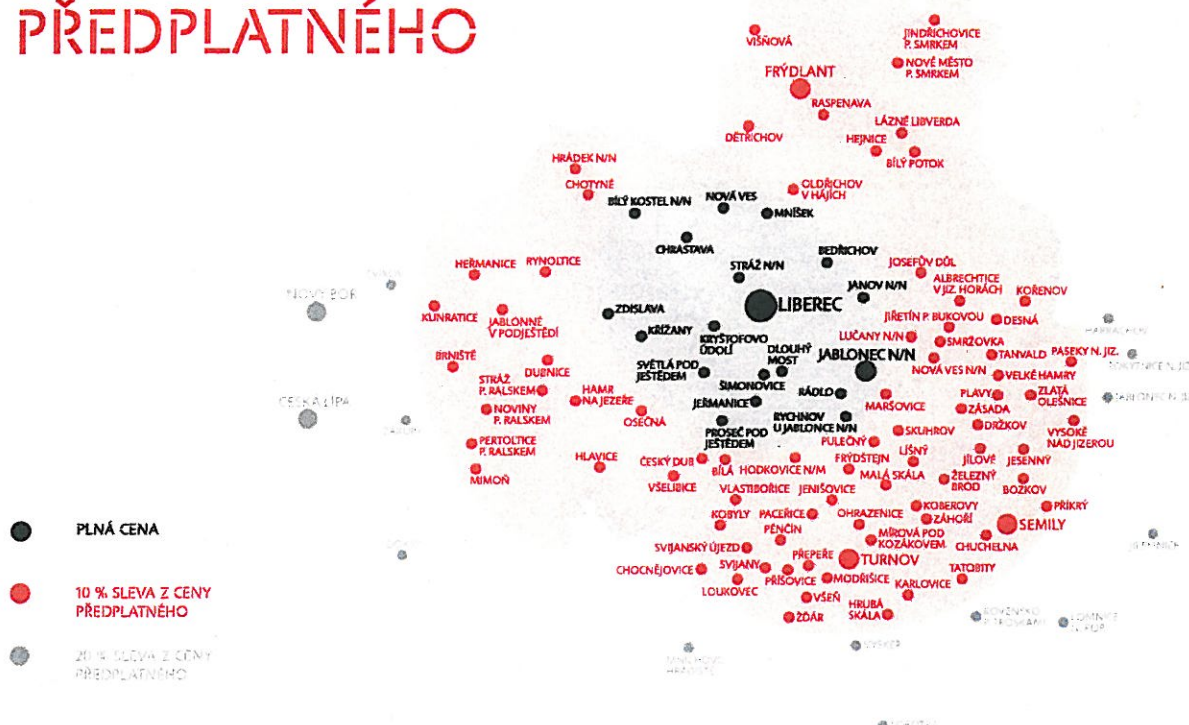 PŘEDPLATNÉHO
VIŠŇOVÁ
JINDŘICHOVICE
P. SMRKEM
NOVÉ MĚSTO
P. SMRKEM
FRÝDLANT
RASPENAVA
LÁZNĚ LIBVERDA
DĚTŘICHOV
HEJNICE
BÍLÝ POTOK
HRÁDEK N/N
CHOTYNĚ
OLDŘICHOV
V HÁJÍCH
BÍLÝ KOSTEL N/N
NOVÁ VES
MNÍŠEK
CHRASTAVA
BEDŘICHOV
HEŘMANICE
RYNOLTICE
STRÁŽ N/N
JOSEFŮV DŮL
ALBRECHTICE
V JIZ. HORÁCH
KOŘENOV
JANOV N/N
NOVÝ BOR
LIBEREC
KUNRATICE
JABLONNÉ
V PODJEŠTĚDÍ
ZDISLAVA
KŘIŽANY
KRYŠTOFOVO
ÚDOLÍ
JIŘETÍN P. BUKOVOU
DESNÁ
HARRACHOV
LUČANY N/N
SMRŽOVKA
BRNIŠTĚ
DUBNICE
SVĚTLÁ POD
JEŠTĚDEM
DLOUHÝ
MOST
JABLONEC N/N
NOVÁ VES N/N
TANVALD
PASEKY N. JIZ.
VELKÉ HAMRY
STRÁŽ
P. RALSKEM
HAMR
NA JEZEŘE
ŠIMONOVICE
RÁDLO
MARŠOVICE
PLAVY
ZLATÁ
OLEŠNICE
ČESKÁ LÍPA
NOVINY
P. RALSKEM
OSEČNÁ
JEŘMANICE
RYCHNOV
U JABLONCE N/N
ZÁSADA
PROSEČ POD
JEŠTĚDEM
SKUHROV
DRŽKOV
VYSOKÉ
NAD JIZEROU
PERTOLTICE
P. RALSKEM
PULEČNÝ
MIMOŇ
HLAVICE
ČESKÝ DUB
BÍLÁ
HODKOVICE N/M
FRÝDŠTEJN
LÍŠNÝ
JÍLOVÉ
JESENNÝ
VŠELIBICE
MALÁ SKÁLA
ŽELEZNÝ
BROD
BOZKOV
VLASTIBOŘICE
JENIŠOVICE
KOBEROVY
PŘÍKRÝ
KOBYLY
PACEŘICE
OHRAZENICE
ZÁHOŘÍ
SEMILY
PĚNČÍN
MÍROVÁ POD
KOZÁKOVEM
CHUCHELNA
SVIJANSKÝ ÚJEZD
PŘEPEŘE
TURNOV
CHOCNĚJOVICE
SVIJANY
PŘÍŠOVICE
MODŘIŠICE
TATOBITY
LOUKOVEC
KARLOVICE
VŠEŇ
HRUBÁ
SKÁLA
ŽĎÁR
PLNÁ CENA
10 % SLEVA Z CENY
PŘEDPLATNÉHO
20 % SLEVA Z CENY
PŘEDPLATNÉHO